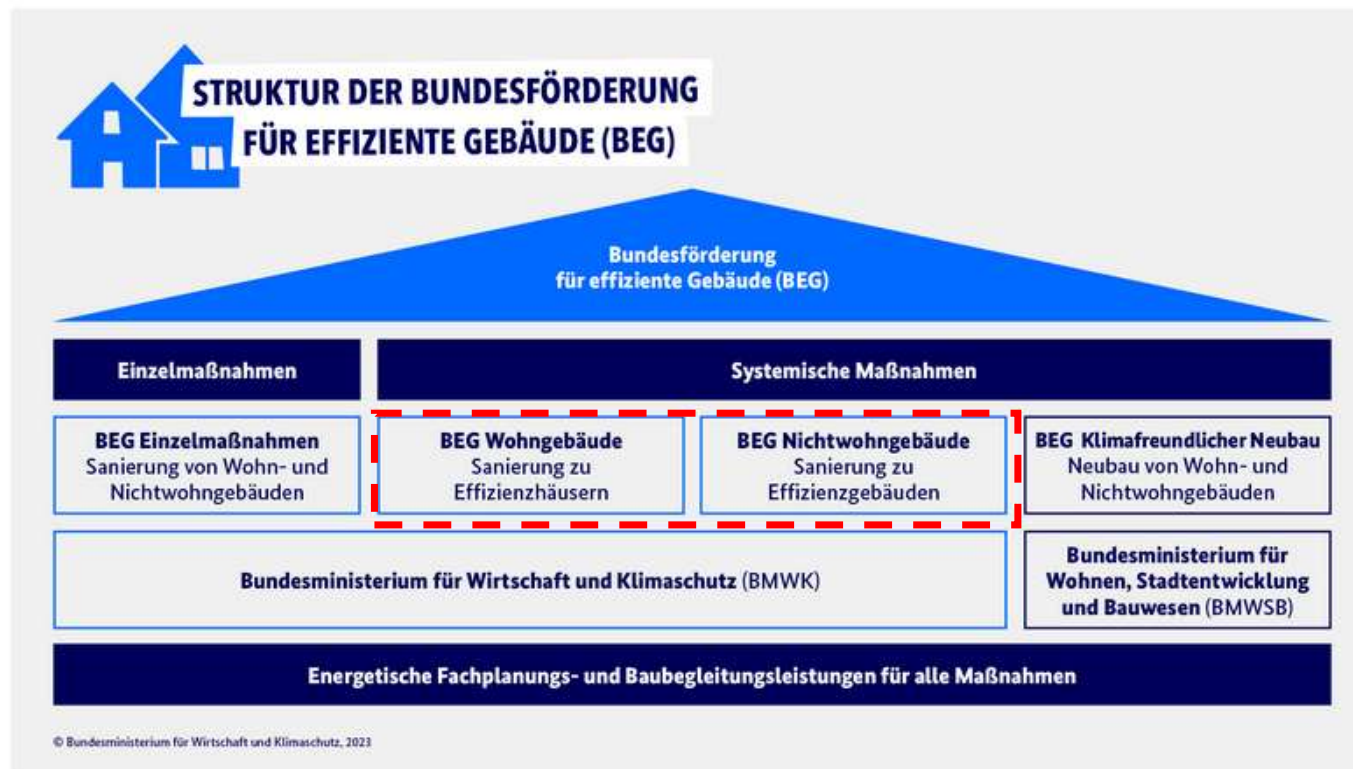 STRUKTUR DER BUNDESFÖRDERUNG
FÜR EFFIZIENTE GEBÄUDE (BEG)
Bundesförderung
für effiziente Gebäude (BEG)
Einzelmaßnahmen
Systemische Maßnahmen
BEG Einzelmaßnahmen
Sanierung von Wohn- und
Nichtwohngebäuden
BEG Wohngebäude
Sanierung zu
Effizienzhäusern
BEG Nichtwohngebäude
Sanierung zu
Effizienzgebäuden
BEG Klimafreundlicher Neubau
Neubau von Wohn- und
Nichtwohngebäuden
Bundesministerium für Wirtschaft und Klimaschutz (BMWK)
Bundesministerium für
Wohnen, Stadtentwicklung
und Bauwesen (BMWSB)
Energetische Fachplanungs- und Baubegleitungsleistungen für alle Maßnahmen
© Bundesministerium für Wirtschaft und Klimaschutz, 2023